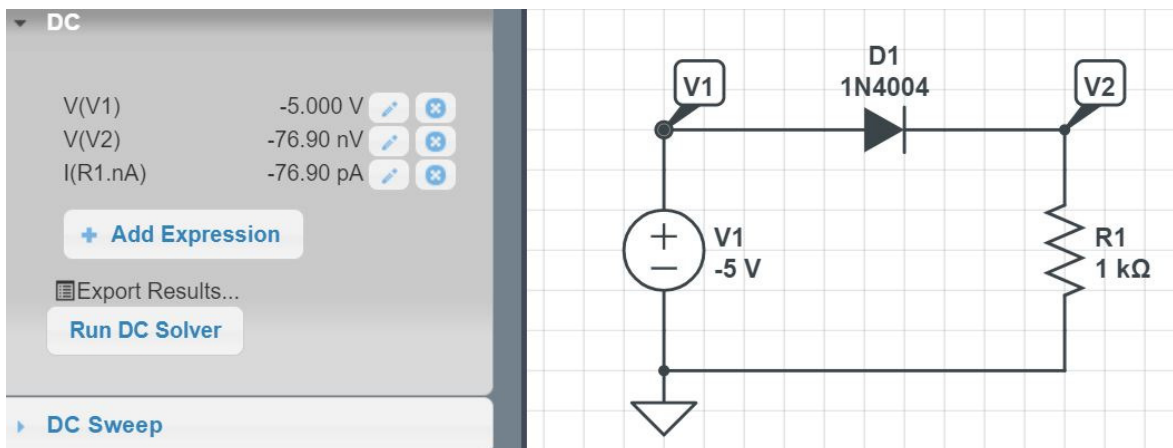 DC
V(V1) -5.000 V
V(V2) -76.90 nV
I(R1.nA) -76.90 pA
+ Add Expression
Export Results...
Run DC Solver
DC Sweep
V1
D1
1N4004
V2
V1
-5 V
R1
1 kΩ